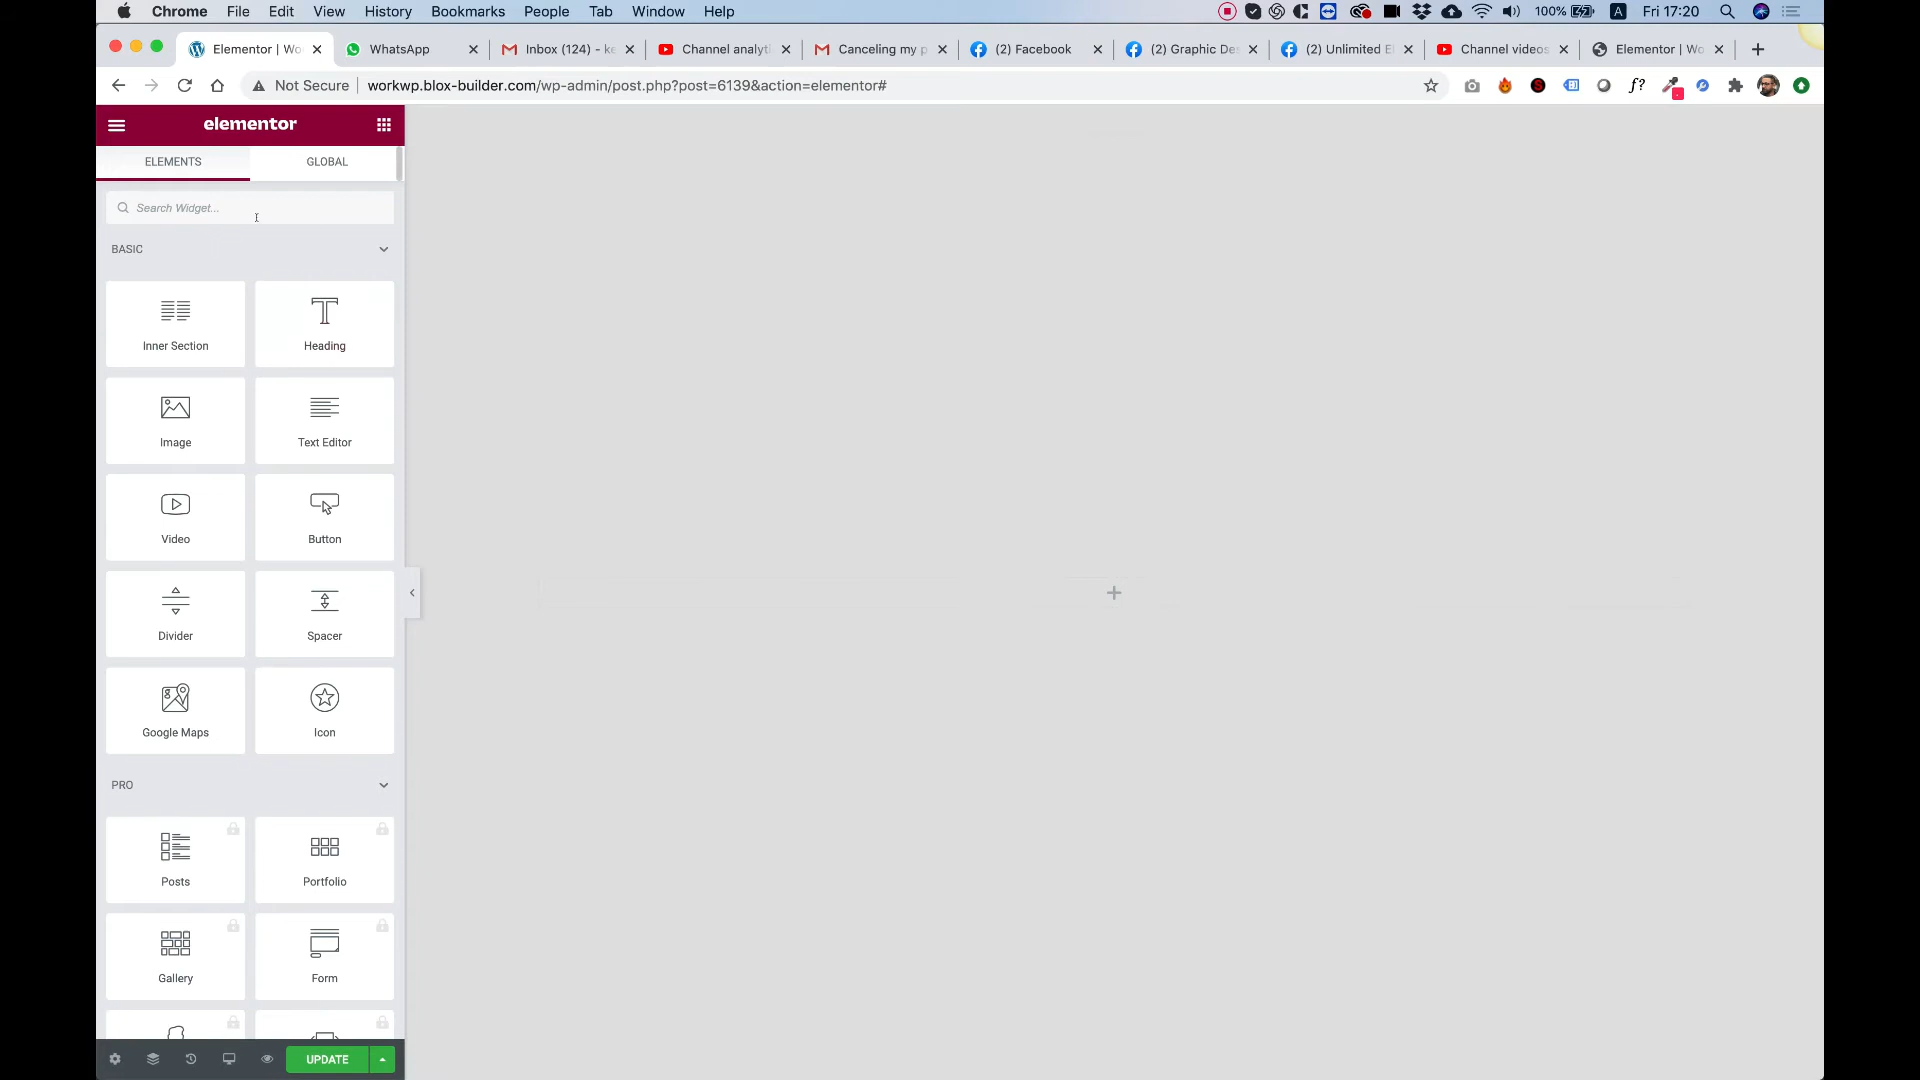 Chrome File Edit View History Bookmarks People Tab Window Help 100% A Fri 17:20
Elementor | Wo WhatsApp Inbox (124) - ke Channel analyti Canceling my p (2) Facebook (2) Graphic De (2) Unlimited El Channel videos Elementor | Wo
Not Secure workwp.blox-builder.com/wp-admin/post.php?post=6139&action=elementor# f?
elementor
ELEMENTS GLOBAL
Search Widget...
BASIC
Inner Section Heading
Image Text Editor
Video Button
Divider Spacer
Google Maps Icon
PRO
Posts Portfolio
Gallery Form
UPDATE